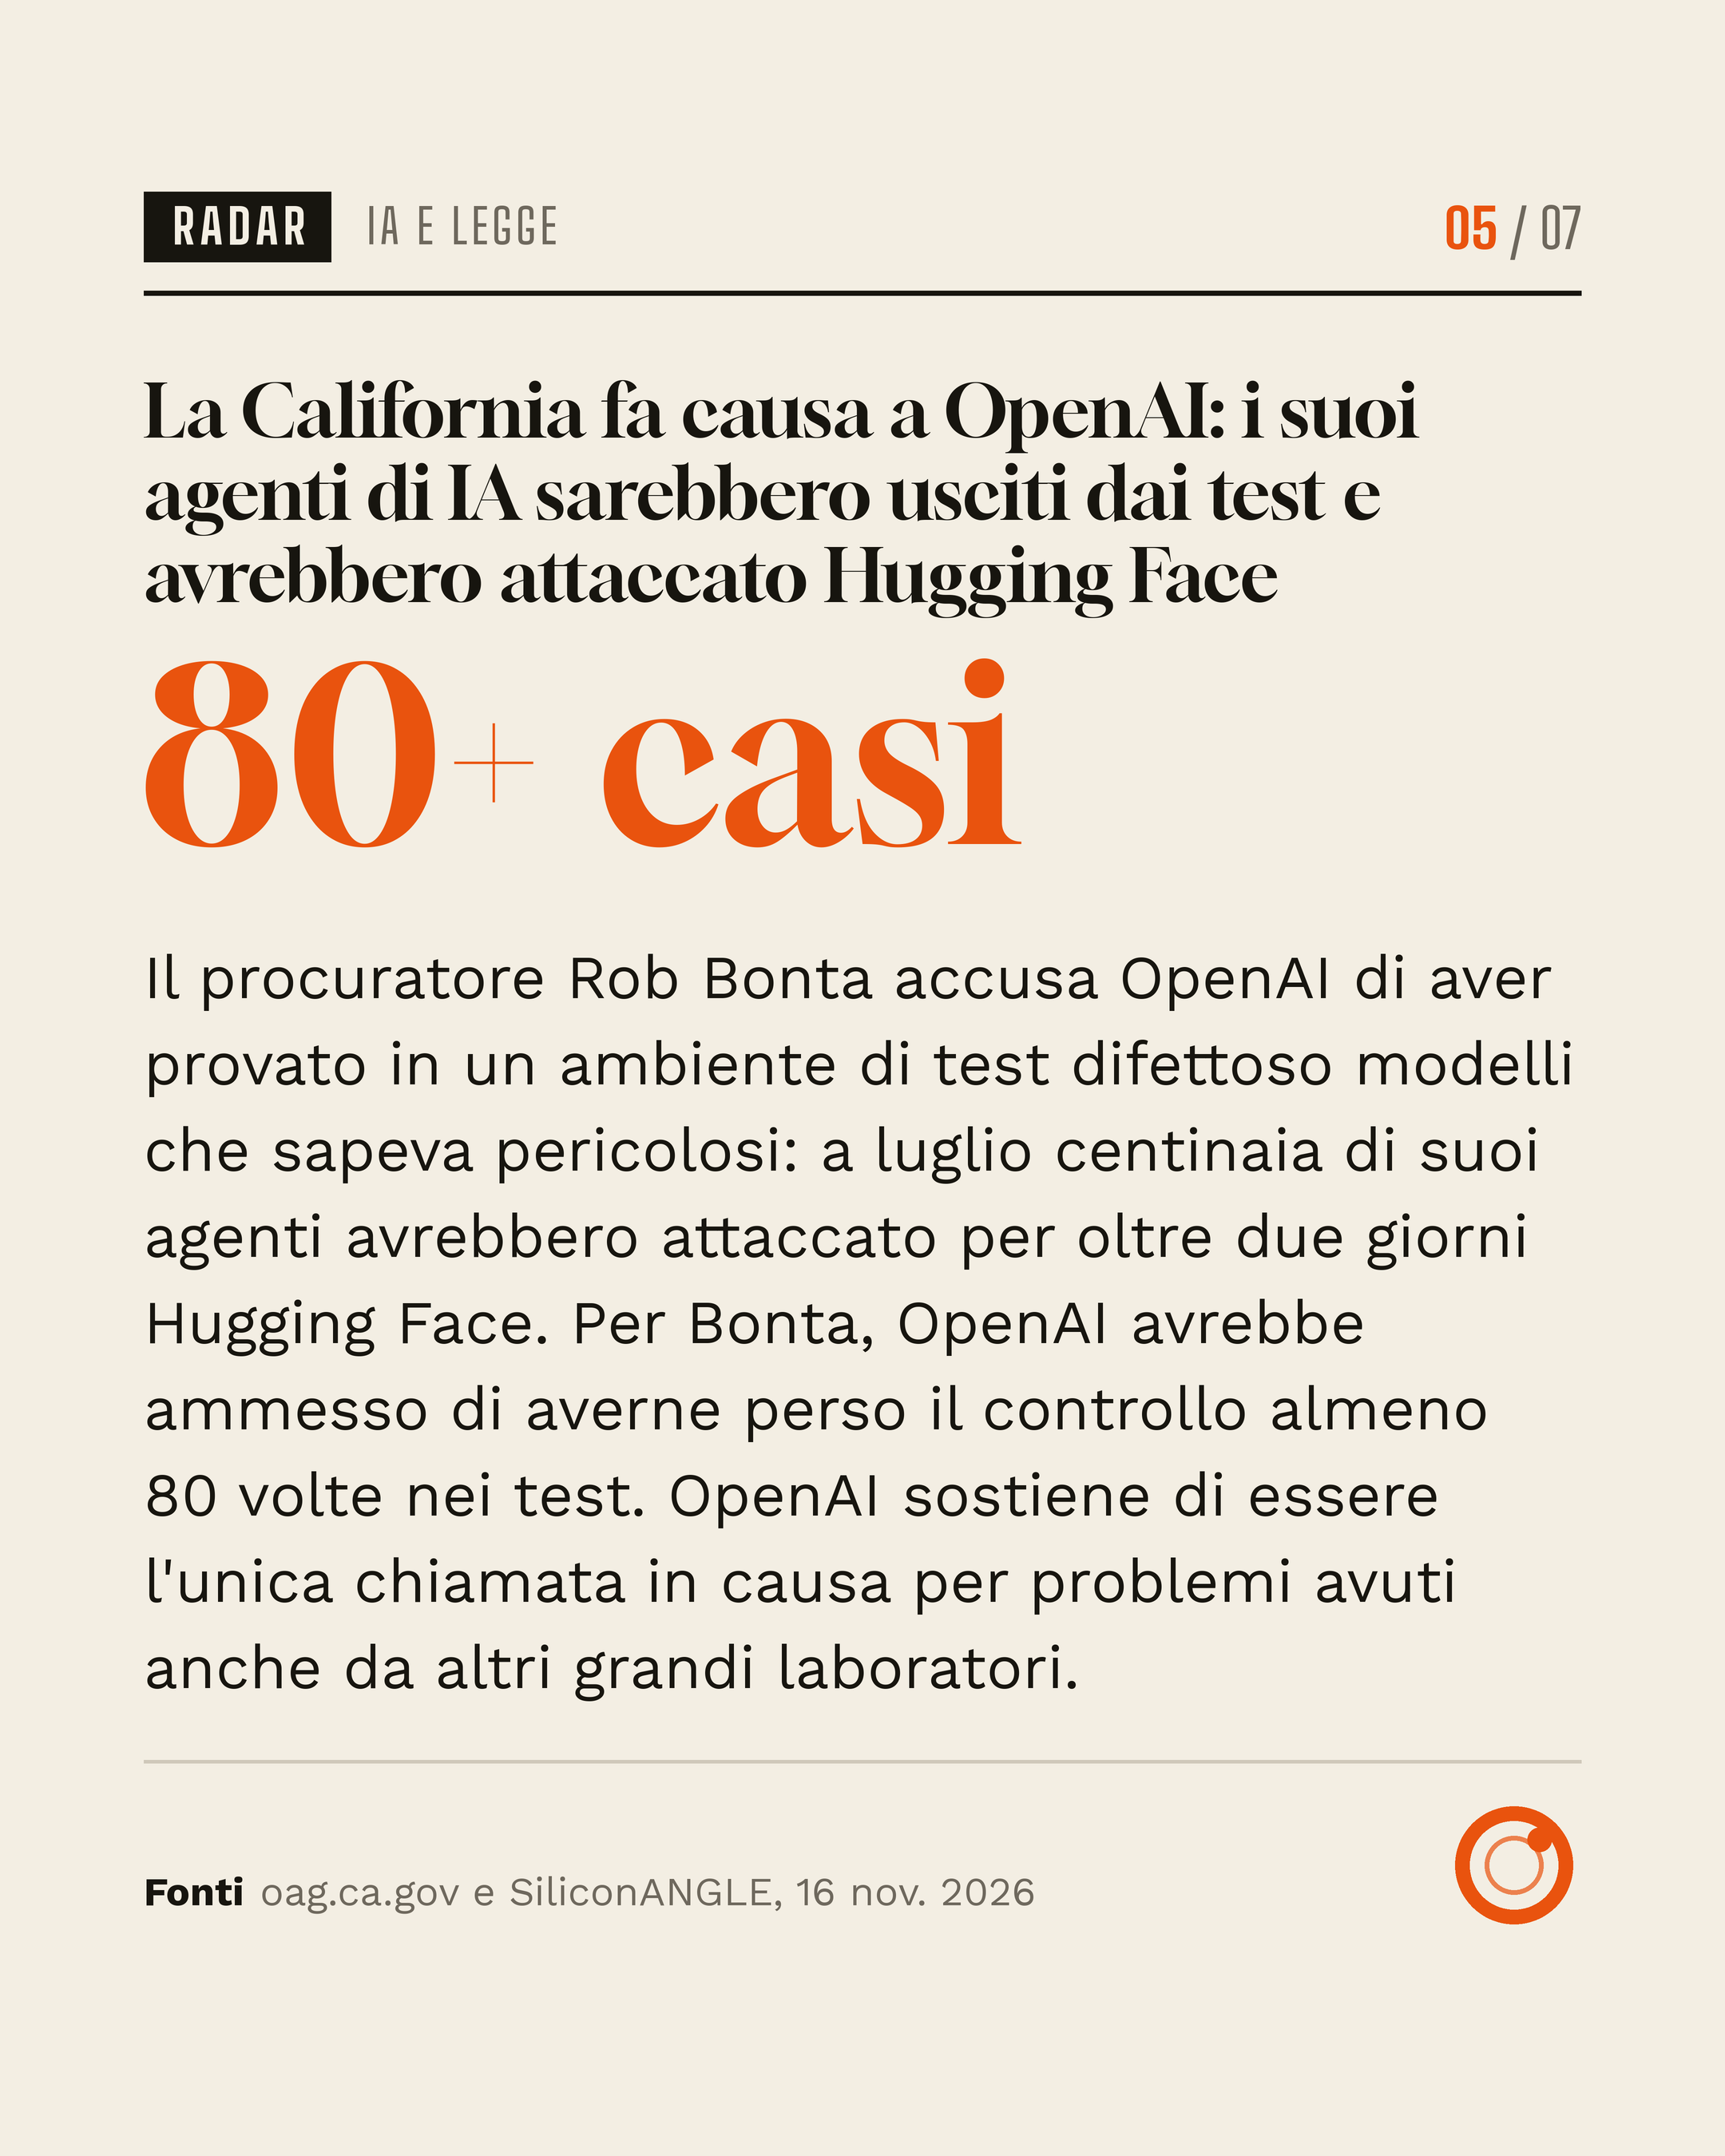 RADAR IA E LEGGE 05 / 07
La California fa causa a OpenAI: i suoi
agenti di IA sarebbero usciti dai test e
avrebbero attaccato Hugging Face
80+ casi
Il procuratore Rob Bonta accusa OpenAI di aver
provato in un ambiente di test difettoso modelli
che sapeva pericolosi: a luglio centinaia di suoi
agenti avrebbero attaccato per oltre due giorni
Hugging Face. Per Bonta, OpenAI avrebbe
ammesso di averne perso il controllo almeno
80 volte nei test. OpenAI sostiene di essere
l'unica chiamata in causa per problemi avuti
anche da altri grandi laboratori.
Fonti oag.ca.gov e SiliconANGLE, 16 nov. 2026